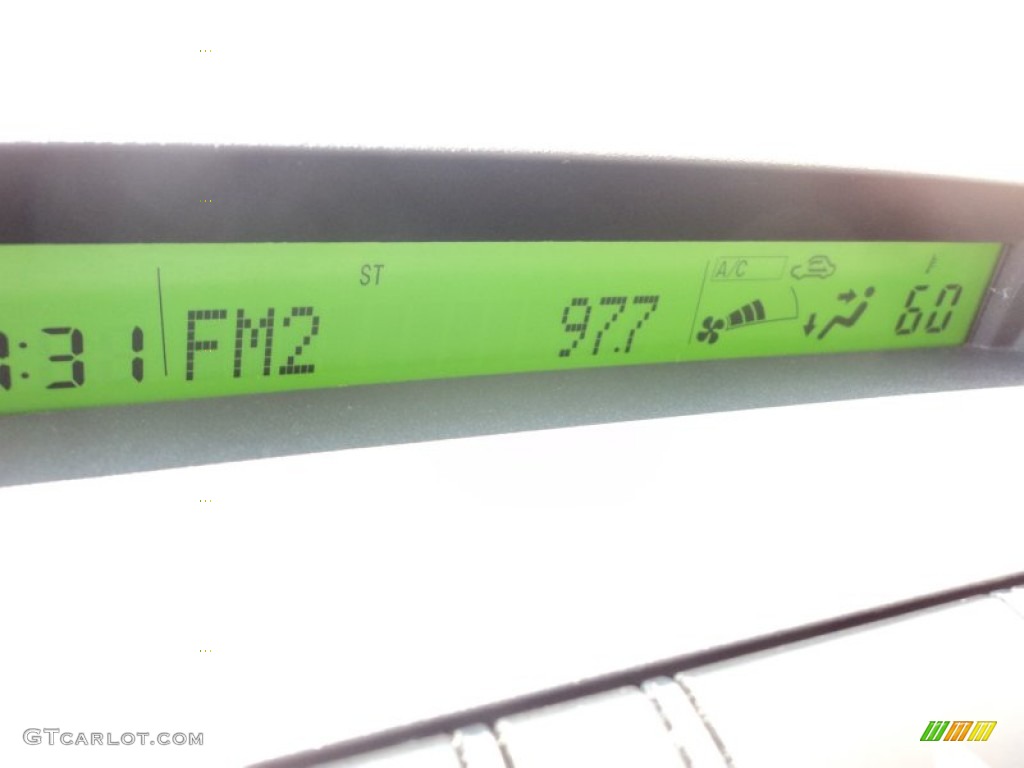 ST
A/C
:31 FM2 97.7 60
GTCARLOT.COM